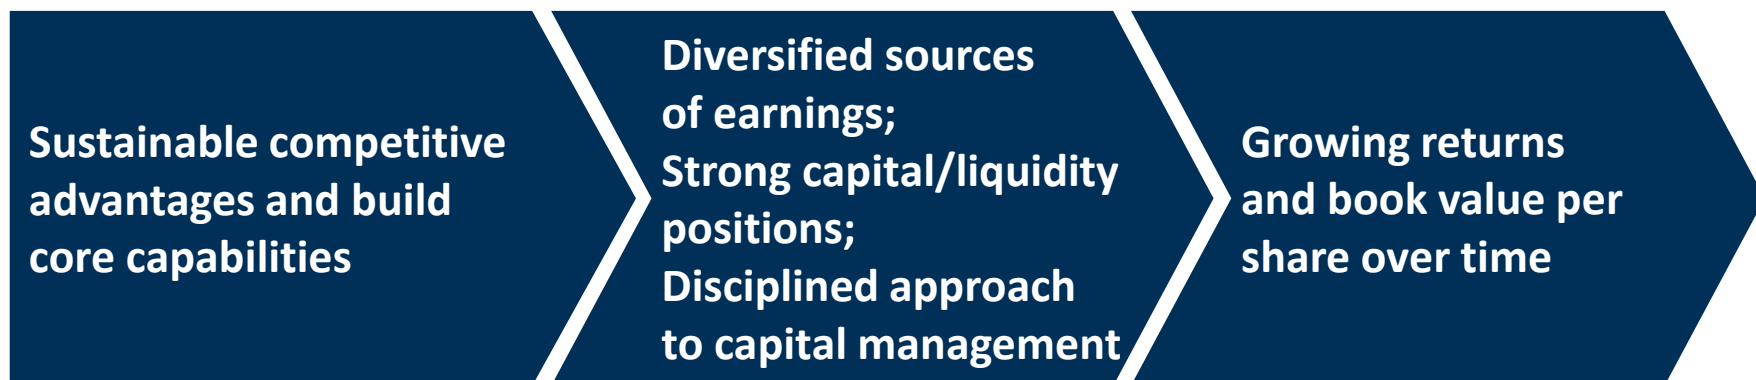 Sustainable competitive
advantages and build
core capabilities
Diversified sources
of earnings;
Strong capital/liquidity
positions;
Disciplined approach
to capital management
Growing returns
and book value per
share over time